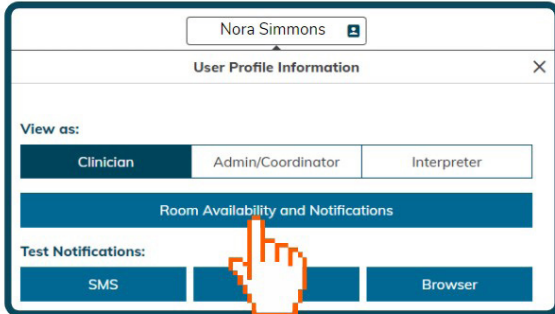 Nora Simmons
User Profile Information
View as:
Clinician Admin/Coordinator Interpreter
Room Availability and Notifications
Test Notifications:
SMS Browser